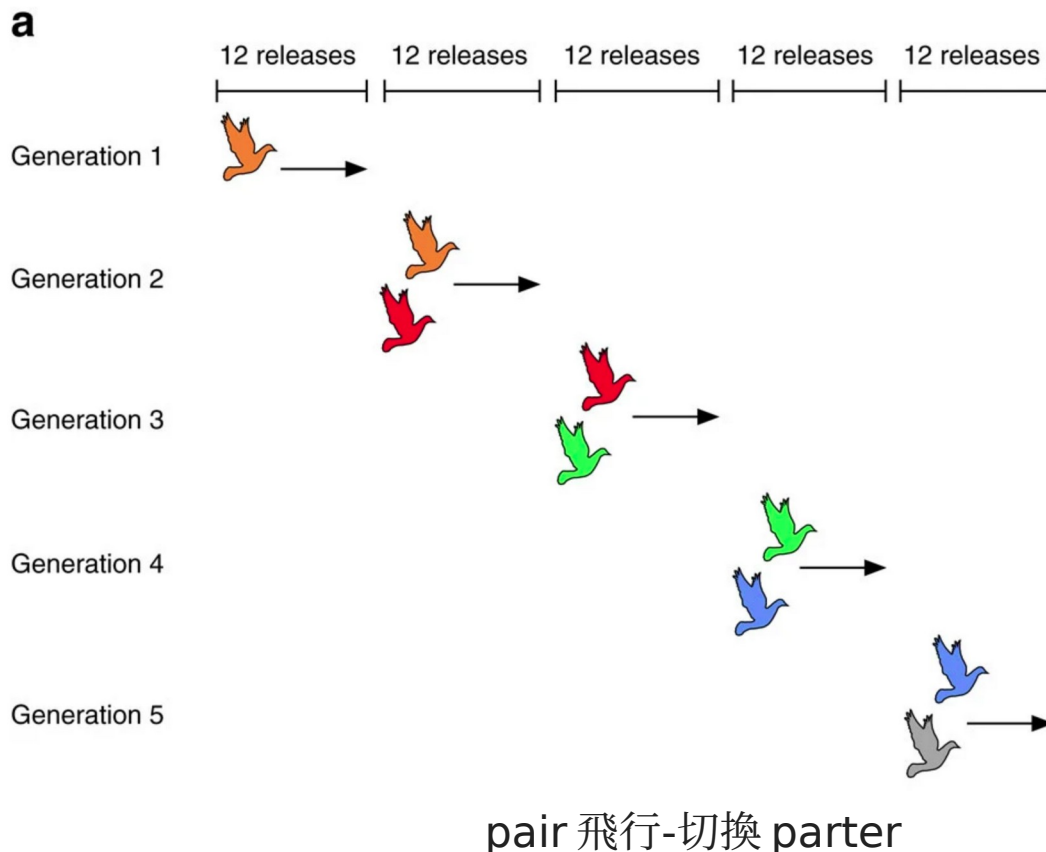 a
12 releases 12 releases 12 releases 12 releases 12 releases
Generation 1
Generation 2
Generation 3
Generation 4
Generation 5
pair 飛行-切換 parter